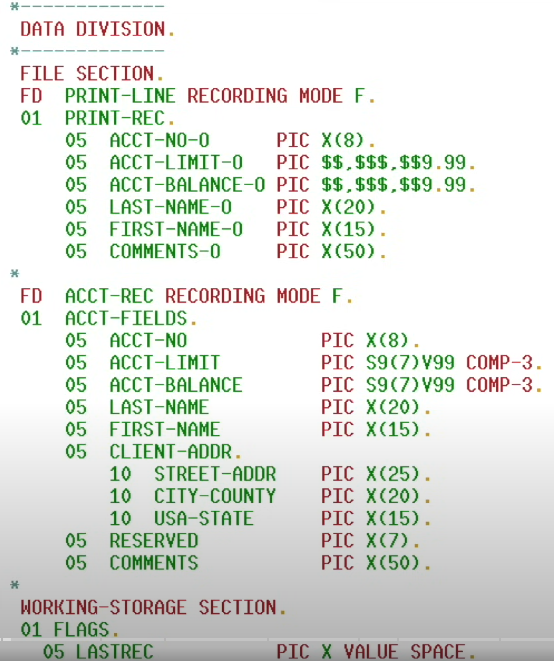 *-------------
DATA DIVISION.
*-------------
FILE SECTION.
FD  PRINT-LINE RECORDING MODE F.
01  PRINT-REC.
    05  ACCT-NO-O      PIC X(8).
    05  ACCT-LIMIT-O   PIC $$,$$$,$$9.99.
    05  ACCT-BALANCE-O PIC $$,$$$,$$9.99.
    05  LAST-NAME-O    PIC X(20).
    05  FIRST-NAME-O   PIC X(15).
    05  COMMENTS-O     PIC X(50).
*
FD  ACCT-REC RECORDING MODE F.
01  ACCT-FIELDS.
    05  ACCT-NO            PIC X(8).
    05  ACCT-LIMIT         PIC S9(7)V99 COMP-3.
    05  ACCT-BALANCE       PIC S9(7)V99 COMP-3.
    05  LAST-NAME          PIC X(20).
    05  FIRST-NAME         PIC X(15).
    05  CLIENT-ADDR.
        10  STREET-ADDR    PIC X(25).
        10  CITY-COUNTY    PIC X(20).
        10  USA-STATE      PIC X(15).
    05  RESERVED           PIC X(7).
    05  COMMENTS           PIC X(50).
*
WORKING-STORAGE SECTION.
01 FLAGS.
  05 LASTREC           PIC X VALUE SPACE.